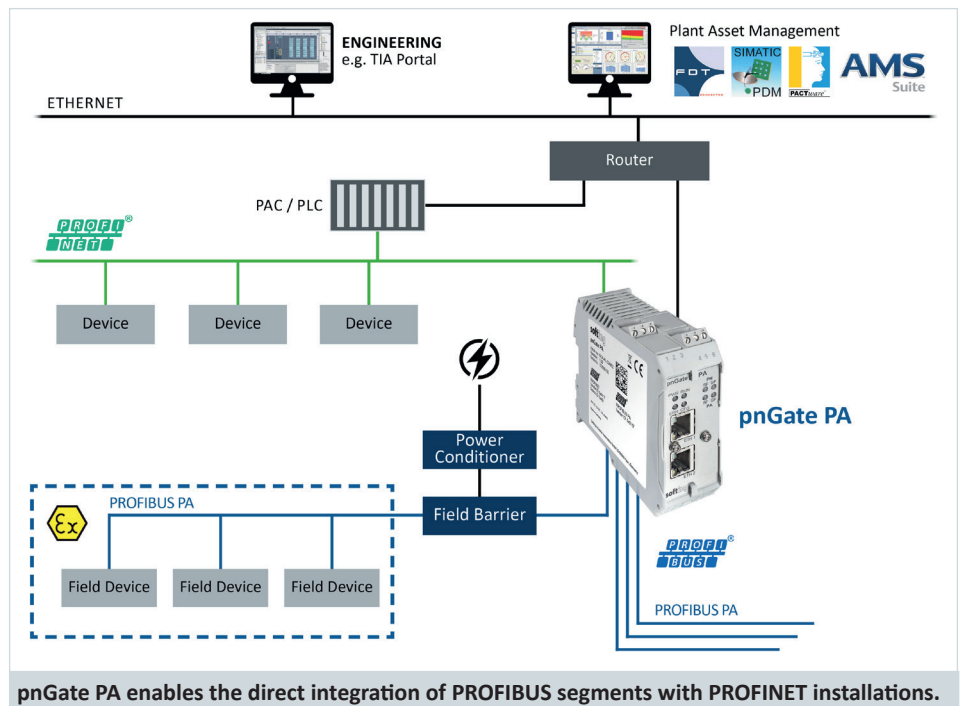 ENGINEERING
e.g. TIA Portal
Plant Asset Management
FDT
SIMATIC
PDM
PACTware
AMS
Suite
ETHERNET
Router
PAC / PLC
PROFI®
NET
Device
Device
Device
pnGate PA
Power
Conditioner
PROFIBUS PA
Field Barrier
Ex
Field Device
Field Device
Field Device
PROFI®
BUS
PROFIBUS PA
softing
pnGate PA enables the direct integration of PROFIBUS segments with PROFINET installations.